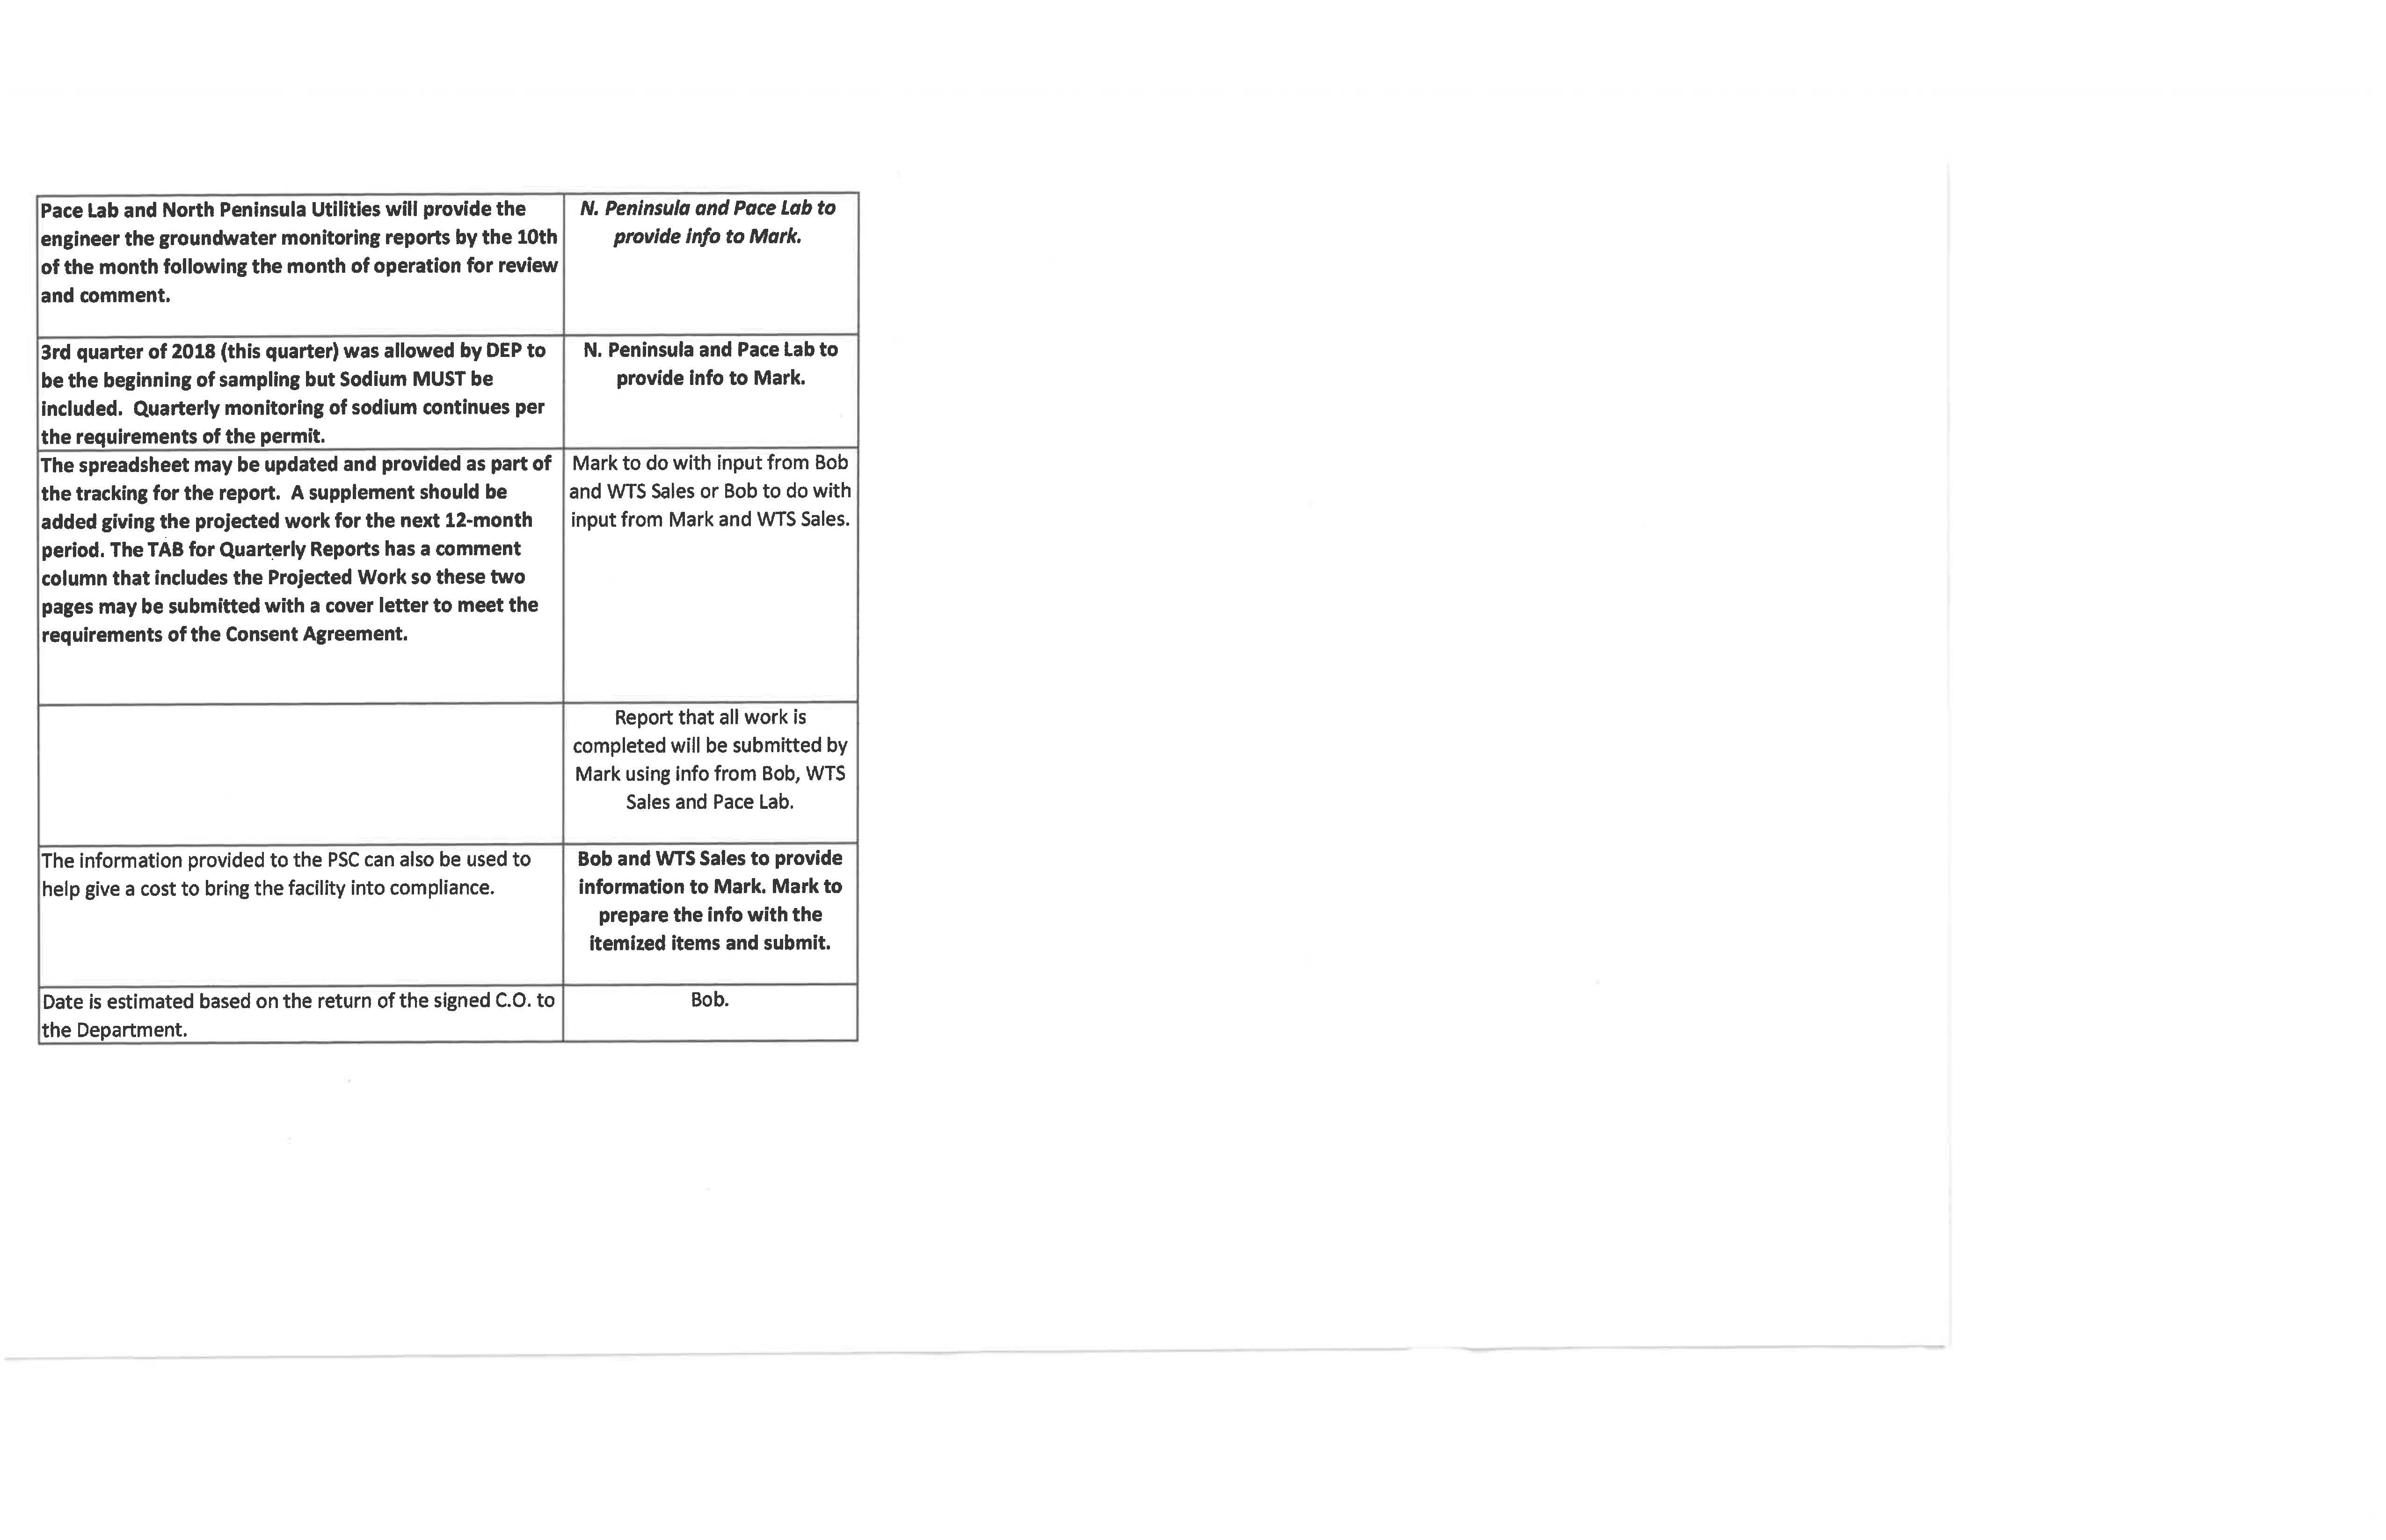 Pace Lab and North Peninsula Utilities will provide the
engineer the groundwater monitoring reports by the 10th
of the month following the month of operation for review
and comment.
N. Peninsula and Pace Lab to
provide info to Mark.
3rd quarter of 2018 (this quarter) was allowed by DEP to
be the beginning of sampling but Sodium MUST be
included.  Quarterly monitoring of sodium continues per
the requirements of the permit.
N. Peninsula and Pace Lab to
provide info to Mark.
The spreadsheet may be updated and provided as part of
the tracking for the report.  A supplement should be
added giving the projected work for the next 12-month
period. The TAB for Quarterly Reports has a comment
column that includes the Projected Work so these two
pages may be submitted with a cover letter to meet the
requirements of the Consent Agreement.
Mark to do with input from Bob
and WTS Sales or Bob to do with
input from Mark and WTS Sales.
Report that all work is
completed will be submitted by
Mark using info from Bob, WTS
Sales and Pace Lab.
The information provided to the PSC can also be used to
help give a cost to bring the facility into compliance.
Bob and WTS Sales to provide
information to Mark. Mark to
prepare the info with the
itemized items and submit.
Date is estimated based on the return of the signed C.O. to
the Department.
Bob.